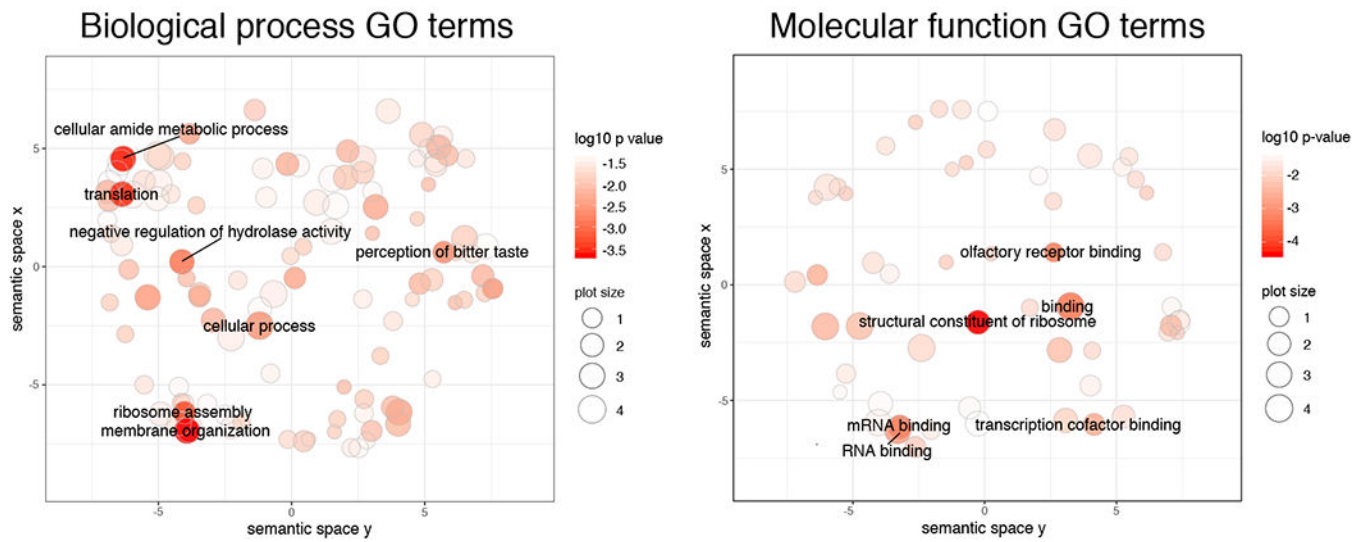 Biological process GO terms
cellular amide metabolic process
translation
negative regulation of hydrolase activity
perception of bitter taste
cellular process
ribosome assembly
membrane organization
semantic space x
5
0
-5
-5
0
5
semantic space y
log10 p value
-1.5
-2.0
-2.5
-3.0
-3.5
plot size
1
2
3
4
Molecular function GO terms
olfactory receptor binding
binding
structural constituent of ribosome
mRNA binding
transcription cofactor binding
RNA binding
semantic space x
5
0
-5
-5
0
5
semantic space y
log10 p-value
-2
-3
-4
plot size
1
2
3
4